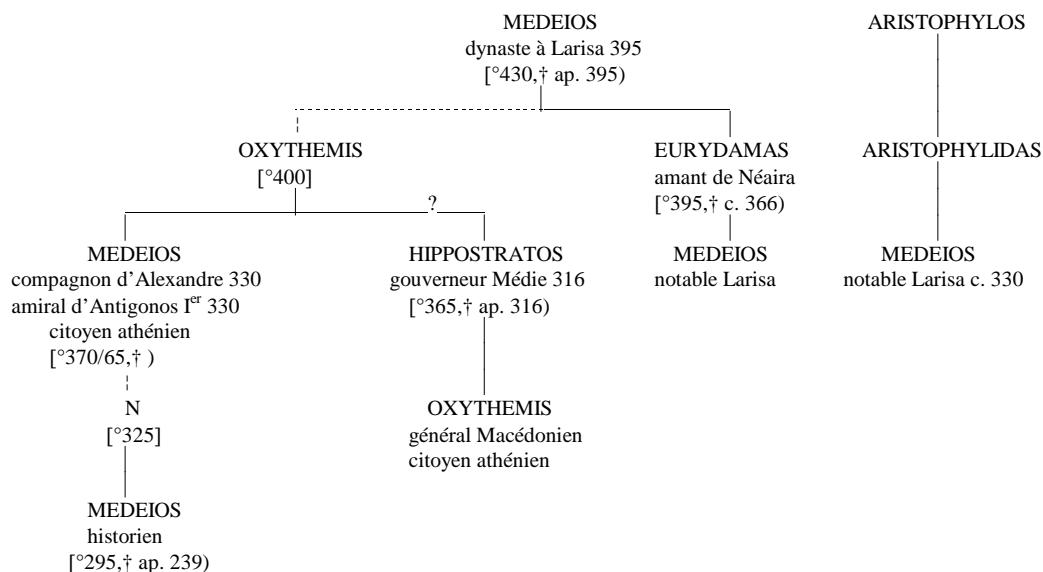 MEDEIOS
dynaste à Larisa 395
[°430,† ap. 395)
ARISTOPHYLOS
OXYTHEMIS
[°400]
EURYDAMAS
amant de Néaira
[°395,† c. 366)
ARISTOPHYLIDAS
?
MEDEIOS
compagnon d’Alexandre 330
amiral d’Antigonos Ier 330
citoyen athénien
[°370/65,† )
HIPPOSTRATOS
gouverneur Médie 316
[°365,† ap. 316)
MEDEIOS
notable Larisa
MEDEIOS
notable Larisa c. 330
N
[°325]
OXYTHEMIS
général Macédonien
citoyen athénien
MEDEIOS
historien
[°295,† ap. 239)